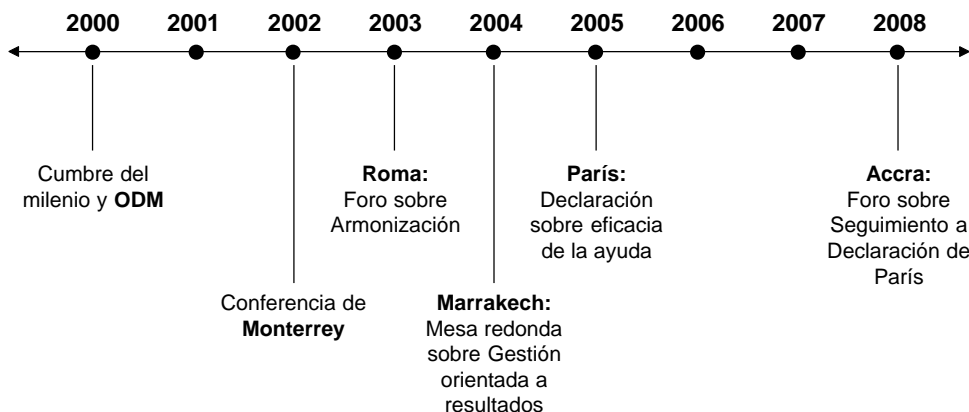 2000 2001 2002 2003 2004 2005 2006 2007 2008
Cumbre del
milenio y ODM
Conferencia de
Monterrey
Roma:
Foro sobre
Armonización
Marrakech:
Mesa redonda
sobre Gestión
orientada a
resultados
París:
Declaración
sobre eficacia
de la ayuda
Accra:
Foro sobre
Seguimiento a
Declaración de
París